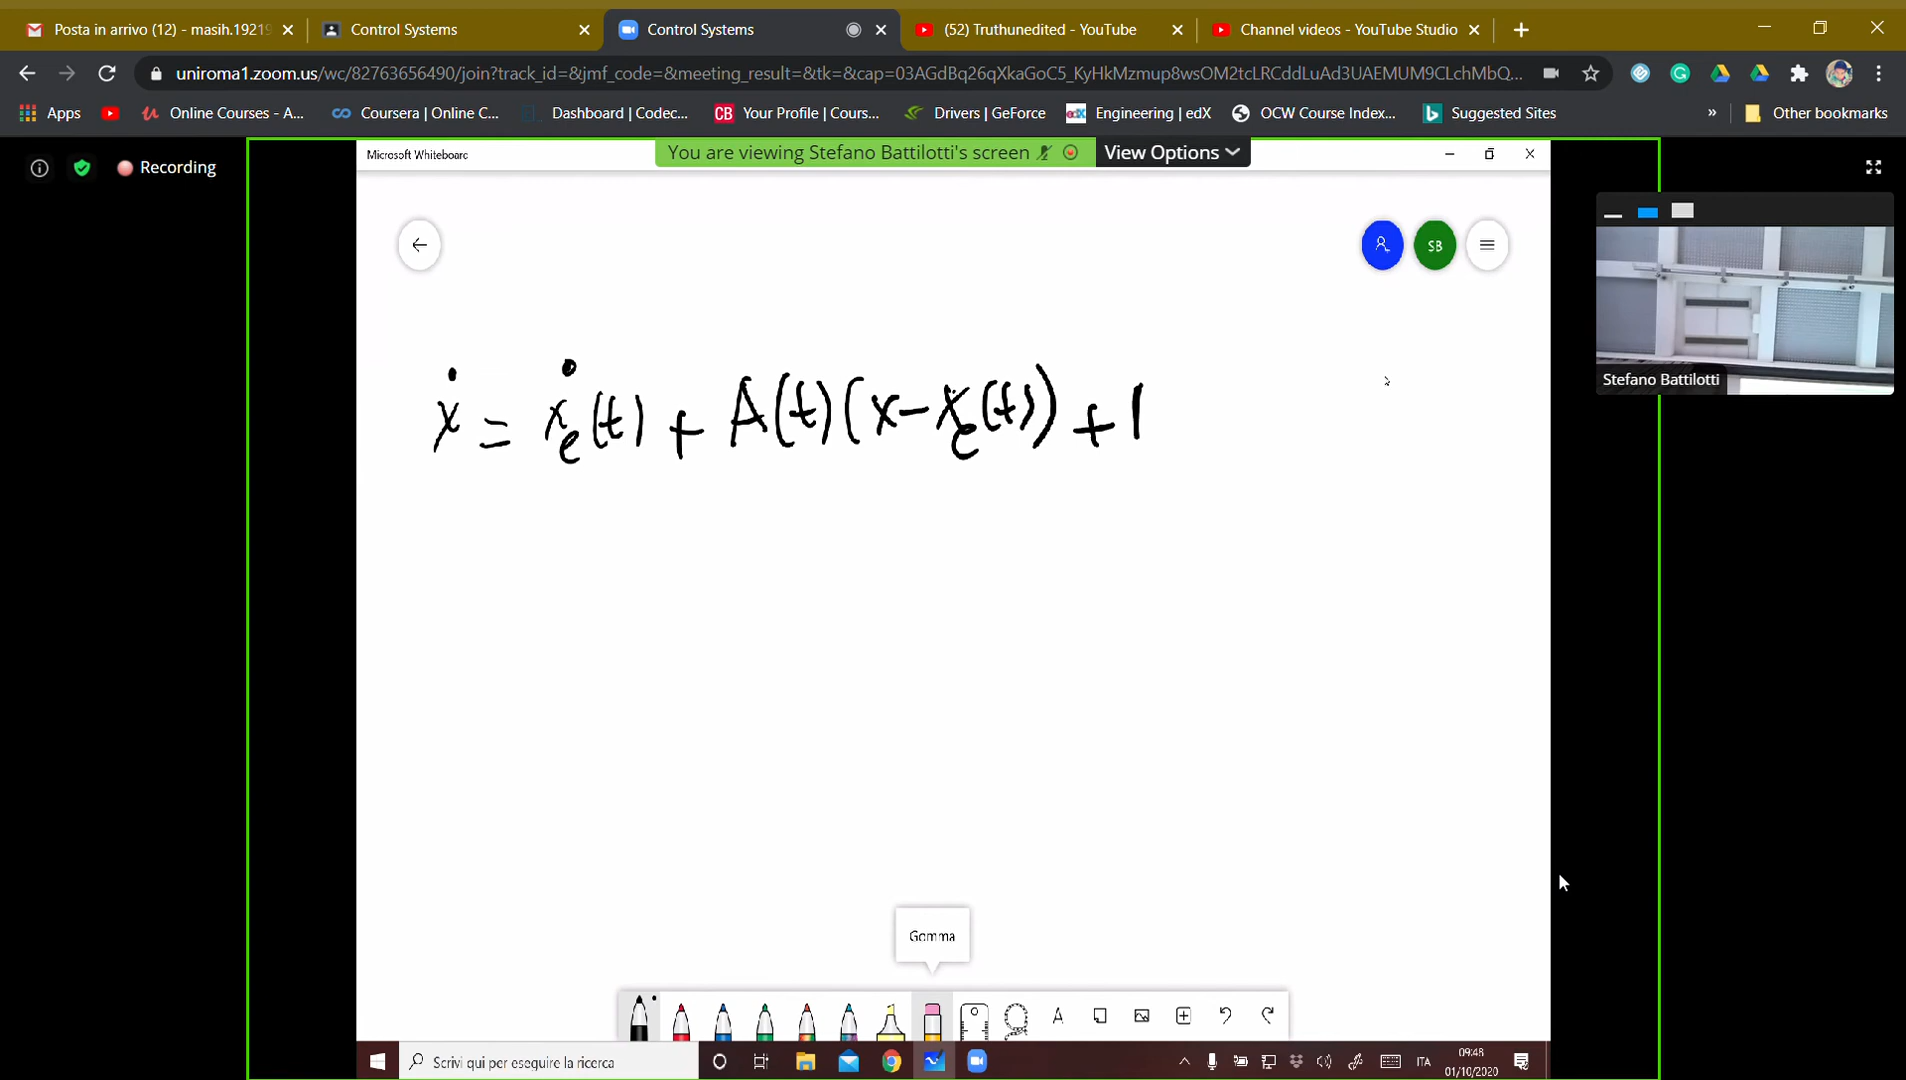 Posta in arrivo (12) - masih.19219
Control Systems
Control Systems
(52) Truthunedited - YouTube
Channel videos - YouTube Studio
uniroma1.zoom.us/wc/82763656490/join?track_id=&jmf_code=&meeting_result=&tk=&cap=03AGdBq26qXkaGoC5_KyHkMzmup8wsOM2tcLRCddLuAd3UAEMUM9CLchMbQ...
Apps
Online Courses - A...
Coursera | Online C...
Dashboard | Codec...
CB Your Profile | Cours...
Drivers | GeForce
edX Engineering | edX
OCW Course Index...
Suggested Sites
»
Other bookmarks
Recording
Microsoft Whiteboard
You are viewing Stefano Battilotti's screen
View Options
SB
Stefano Battilotti
ẋ = ẋₑ(t) + A(t)(x-xₑ(t)) + 1
Gomma
A
Scrivi qui per eseguire la ricerca
ITA
09:48
01/10/2020